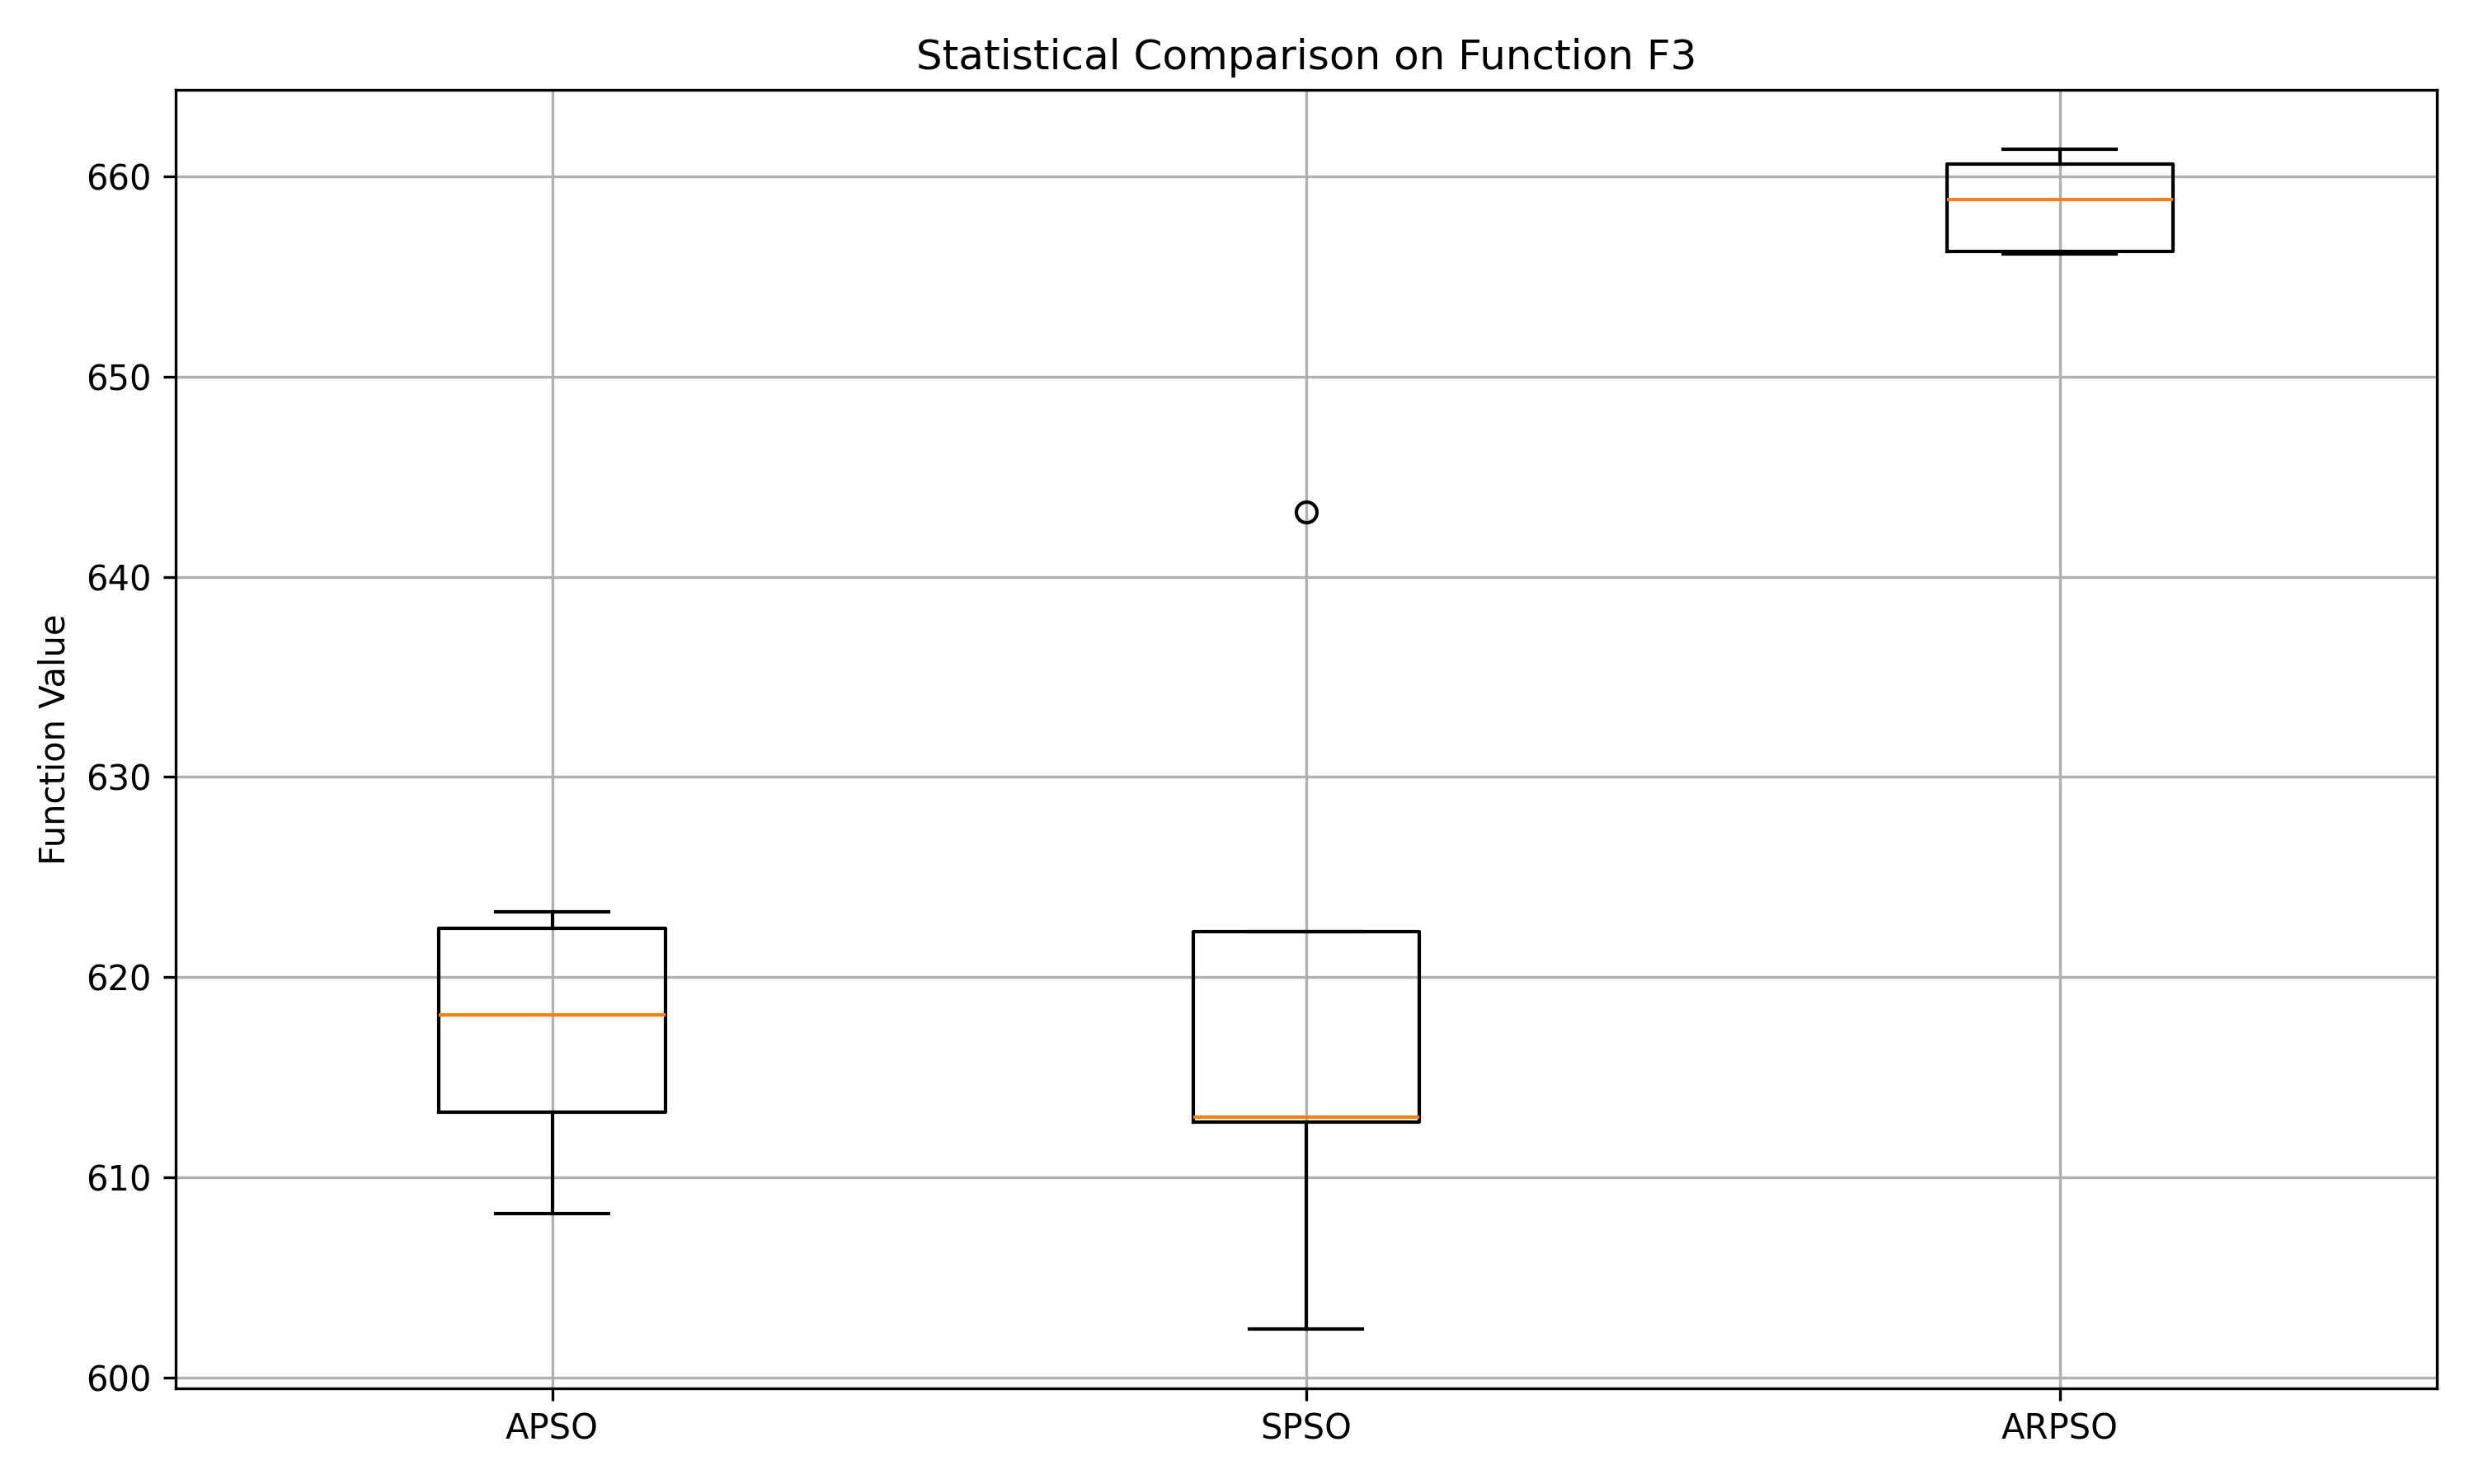 Statistical Comparison on Function F3
Function Value
660
650
640
630
620
610
600
APSO
SPSO
ARPSO